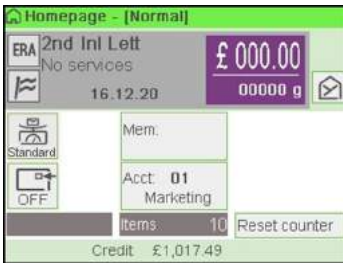 Homepage - [Normal]
ERA 2nd Inl Lett
No services
16.12.20
£ 000.00
00000 g
Standard
Mem:
OFF
Acct: 01
Marketing
Items 10
Reset counter
Credit £1,017.49